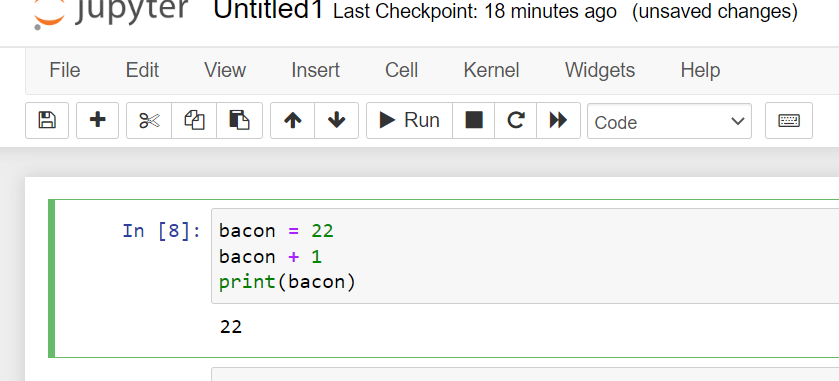 jupyter Untitled1 Last Checkpoint: 18 minutes ago (unsaved changes)
File Edit View Insert Cell Kernel Widgets Help
Run Code
In [8]: bacon = 22
bacon + 1
print(bacon)
22